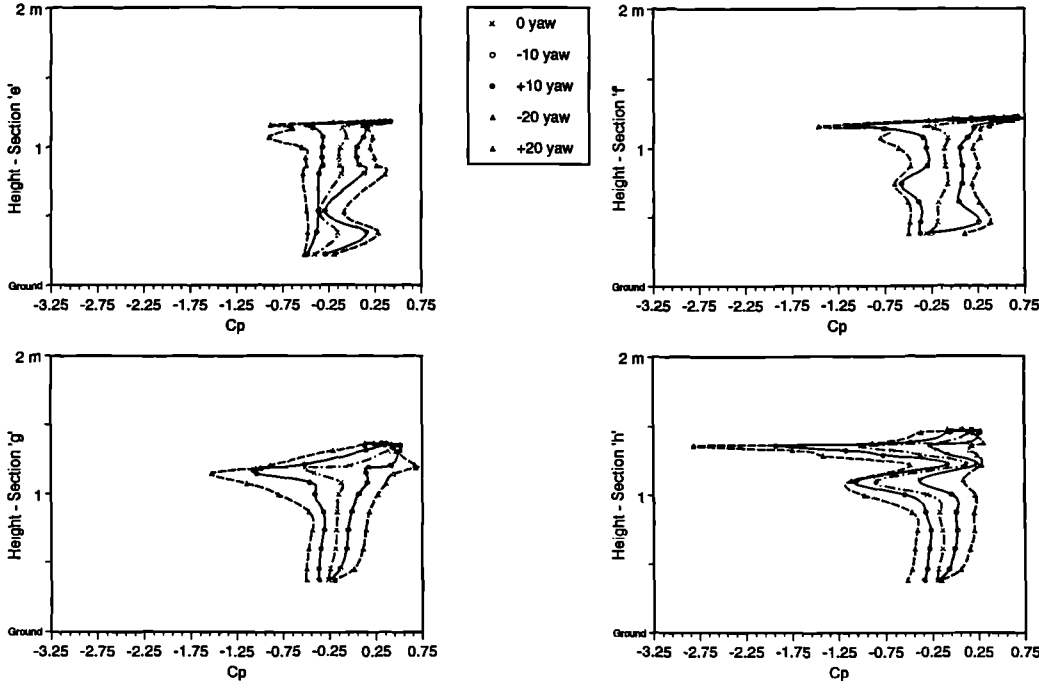 2 m
1
Ground
Height - Section 'e'
-3.25 -2.75 -2.25 -1.75 -1.25 -0.75 -0.25 0.25 0.75
Cp
0 yaw
-10 yaw
+10 yaw
-20 yaw
+20 yaw
2 m
1
Ground
Height - Section 'f'
-3.25 -2.75 -2.25 -1.75 -1.25 -0.75 -0.25 0.25 0.75
Cp
2 m
1
Ground
Height - Section 'g'
-3.25 -2.75 -2.25 -1.75 -1.25 -0.75 -0.25 0.25 0.75
Cp
2 m
1
Ground
Height - Section 'h'
-3.25 -2.75 -2.25 -1.75 -1.25 -0.75 -0.25 0.25 0.75
Cp